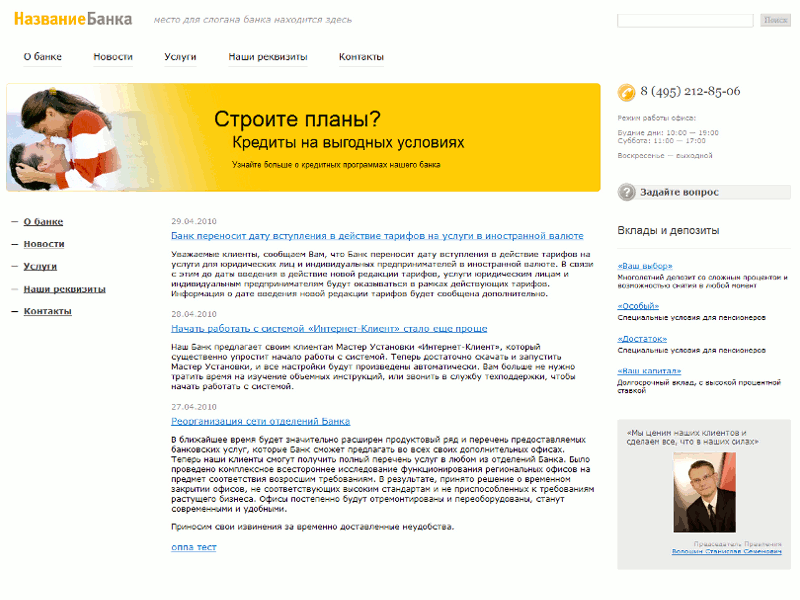 НазваниеБанка
место для слогана банка находится здесь
Поиск
О банке Новости Услуги Наши реквизиты Контакты
Строите планы?
Кредиты на выгодных условиях
Узнайте больше о кредитных программах нашего банка
8 (495) 212-85-06
Режим работы офиса:
Будние дни: 10:00 — 19:00
Суббота: 11:00 — 17:00
Воскресенье — выходной
? Задайте вопрос
— О банке
— Новости
— Услуги
— Наши реквизиты
— Контакты
29.04.2010
Банк переносит дату вступления в действие тарифов на услуги в иностранной валюте
Уважаемые клиенты, сообщаем Вам, что Банк переносит дату вступления в действие тарифов на
услуги для юридических лиц и индивидуальных предпринимателей в иностранной валюте. В связи
с этим до даты введения в действие новой редакции тарифов, услуги юридическим лицам и
индивидуальным предпринимателям будут оказываться в рамках действующих тарифов.
Информация о дате введения новой редакции тарифов будет сообщена дополнительно.
28.04.2010
Начать работать с системой «Интернет-Клиент» стало еще проще
Наш Банк предлагает своим клиентам Мастер Установки «Интернет-Клиент», который
существенно упростит начало работы с системой. Теперь достаточно скачать и запустить
Мастер Установки, и все настройки будут произведены автоматически. Вам больше не нужно
тратить время на изучение объемных инструкций, или звонить в службу техподдержки, чтобы
начать работать с системой.
27.04.2010
Реорганизация сети отделений Банка
В ближайшее время будет значительно расширен продуктовый ряд и перечень предоставляемых
банковских услуг, которые Банк сможет предлагать во всех своих дополнительных офисах.
Теперь наши клиенты смогут получить полный перечень услуг в любом из отделений Банка. Было
проведено комплексное всестороннее исследование функционирования региональных офисов на
предмет соответствия возросшим требованиям. В результате, принято решение о временном
закрытии офисов, не соответствующих высоким стандартам и не приспособленных к требованиям
растущего бизнеса. Офисы постепенно будут отремонтированы и переоборудованы, станут
современными и удобными.
Приносим свои извинения за временно доставленные неудобства.
оппа тест
Вклады и депозиты
«Ваш выбор»
Многолетний депозит со сложным процентом и
возможностью снятия в любой момент
«Особый»
Специальные условия для пенсионеров
«Достаток»
Специальные условия для пенсионеров
«Ваш капитал»
Долгосрочный вклад, с высокой процентной
ставкой
«Мы ценим наших клиентов и
сделаем все, что в наших силах»
Председатель Правления
Волошин Станислав Семенович